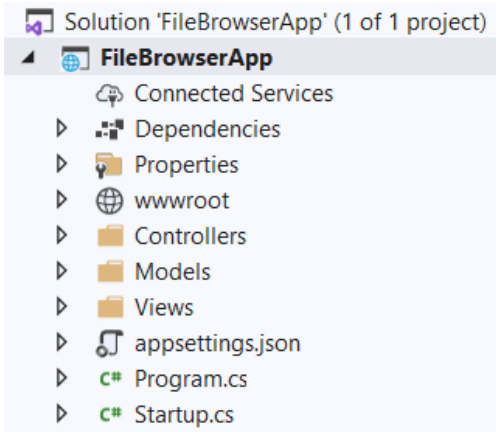 Solution 'FileBrowserApp' (1 of 1 project)
FileBrowserApp
Connected Services
Dependencies
Properties
wwwroot
Controllers
Models
Views
appsettings.json
C# Program.cs
C# Startup.cs